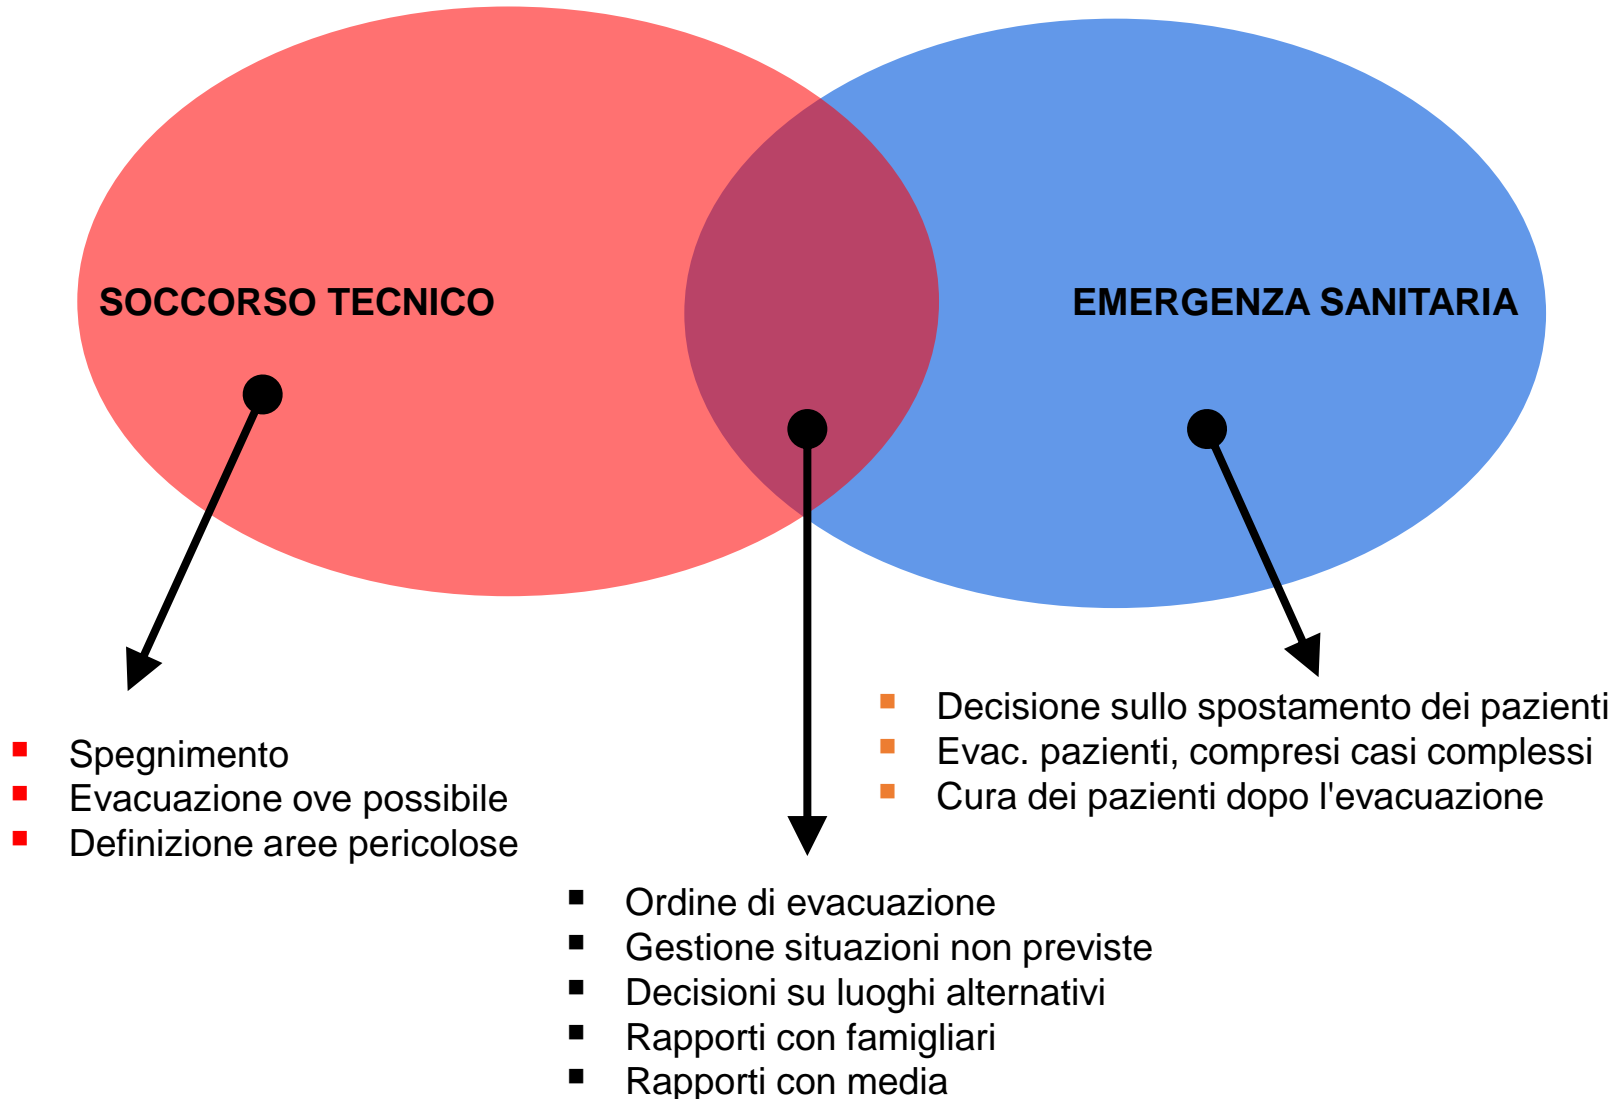 SOCCORSO TECNICO
EMERGENZA SANITARIA
Spegnimento
Evacuazione ove possibile
Definizione aree pericolose
Decisione sullo spostamento dei pazienti
Evac. pazienti, compresi casi complessi
Cura dei pazienti dopo l'evacuazione
Ordine di evacuazione
Gestione situazioni non previste
Decisioni su luoghi alternativi
Rapporti con famigliari
Rapporti con media